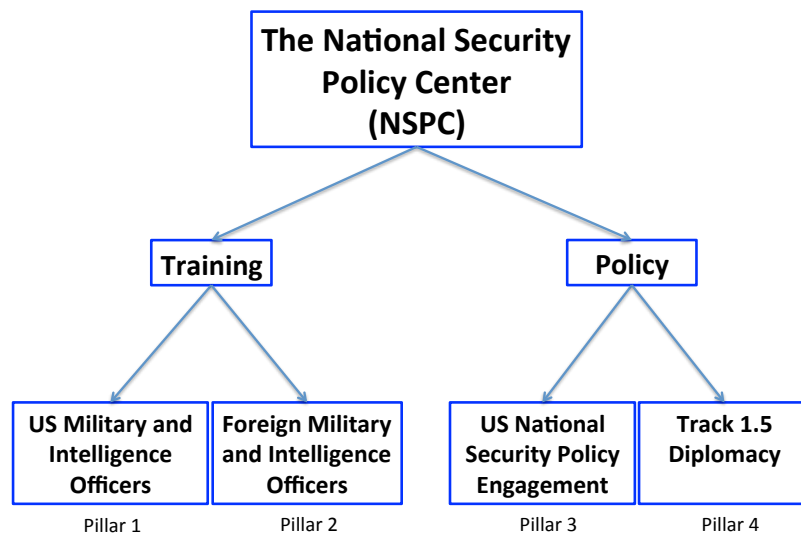 The National Security
Policy Center
(NSPC)
Training
Policy
US Military and
Intelligence
Officers
Foreign Military
and Intelligence
Officers
US National
Security Policy
Engagement
Track 1.5
Diplomacy
Pillar 1
Pillar 2
Pillar 3
Pillar 4